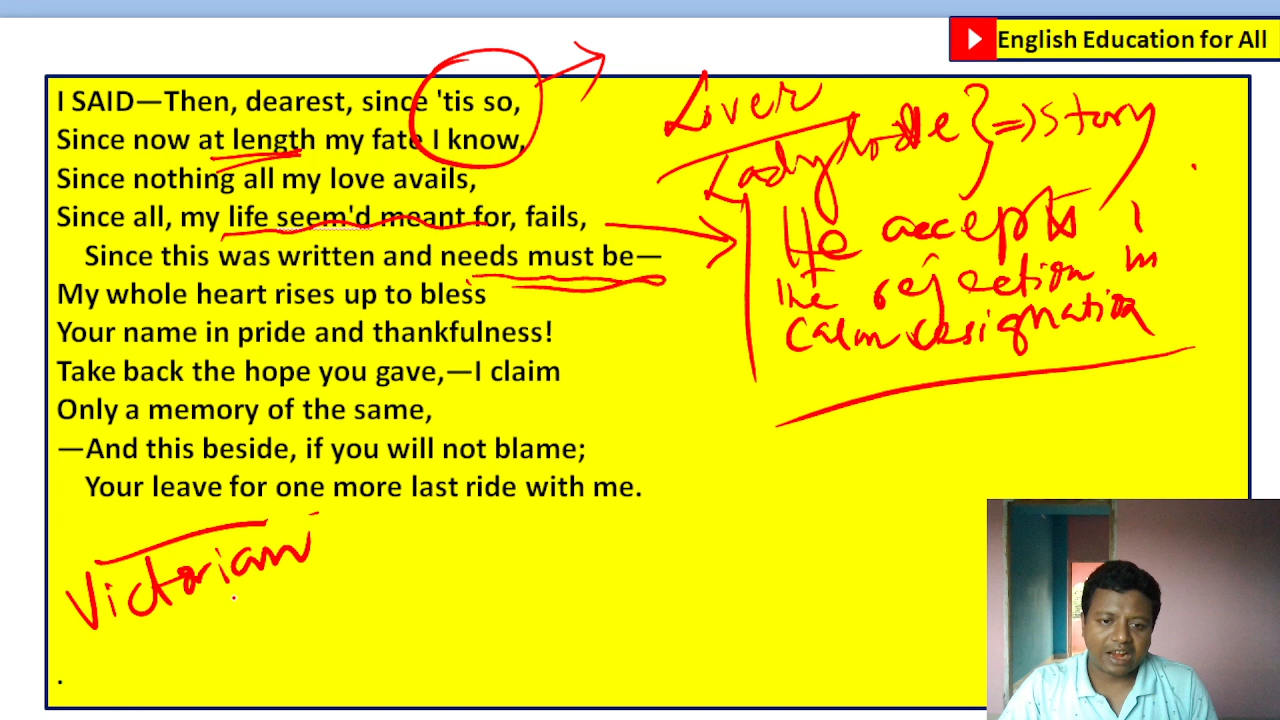 English Education for All
I SAID—Then, dearest, since 'tis so,
Since now at length my fate I know,
Since nothing all my love avails,
Since all, my life seem'd meant for, fails,
Since this was written and needs must be—
My whole heart rises up to bless
Your name in pride and thankfulness!
Take back the hope you gave,—I claim
Only a memory of the same,
—And this beside, if you will not blame;
Your leave for one more last ride with me.
.
Lover
Lady love } => Story
He accepts
the rejection in
Calm resignation
Victorian